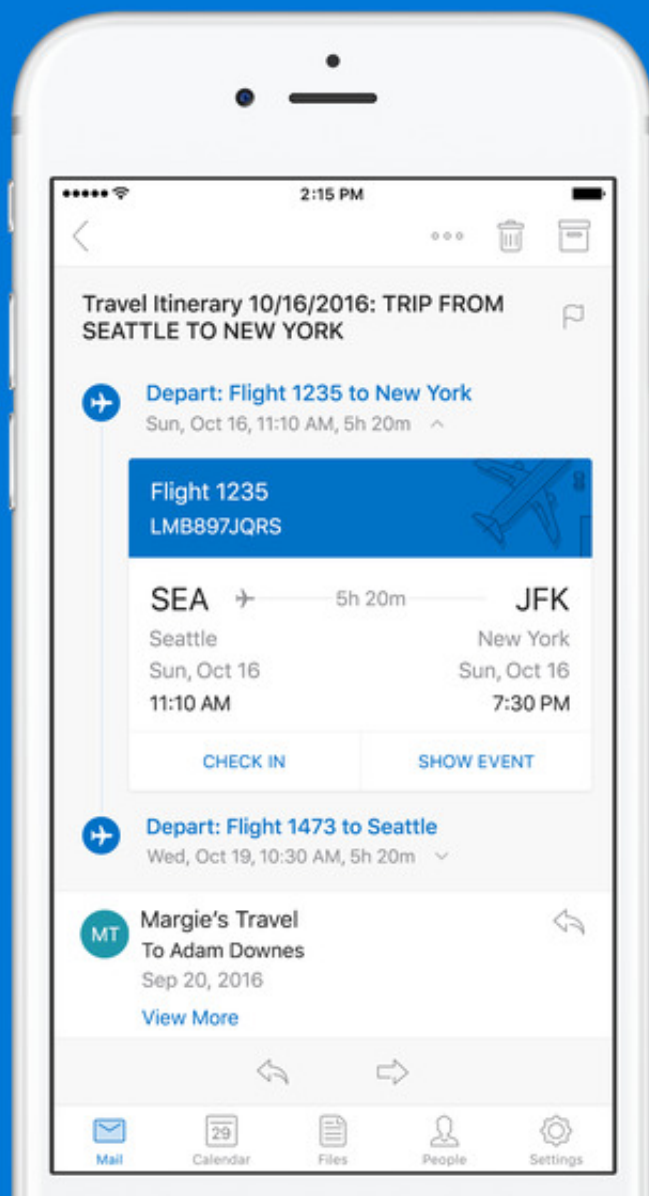 2:15 PM
Travel Itinerary 10/16/2016: TRIP FROM
SEATTLE TO NEW YORK
Depart: Flight 1235 to New York
Sun, Oct 16, 11:10 AM, 5h 20m
Flight 1235
LMB897JQRS
SEA 5h 20m JFK
Seattle New York
Sun, Oct 16 Sun, Oct 16
11:10 AM 7:30 PM
CHECK IN SHOW EVENT
Depart: Flight 1473 to Seattle
Wed, Oct 19, 10:30 AM, 5h 20m
MT
Margie's Travel
To Adam Downes
Sep 20, 2016
View More
29
Mail Calendar Files People Settings